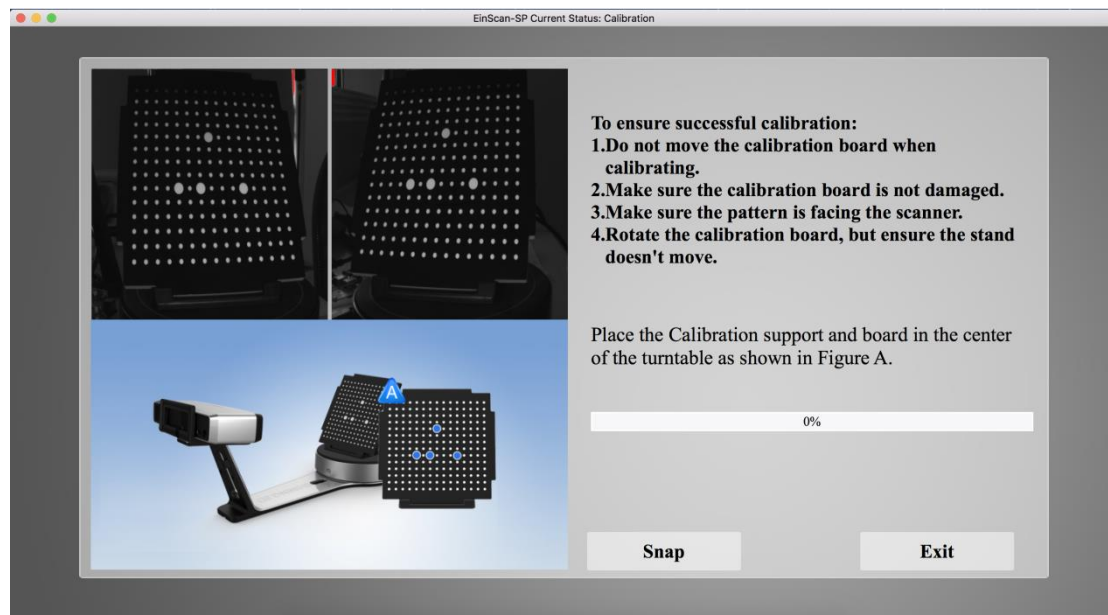 EinScan-SP Current Status: Calibration
To ensure successful calibration:
1.Do not move the calibration board when
calibrating.
2.Make sure the calibration board is not damaged.
3.Make sure the pattern is facing the scanner.
4.Rotate the calibration board, but ensure the stand
doesn't move.
Place the Calibration support and board in the center
of the turntable as shown in Figure A.
A
0%
Snap
Exit